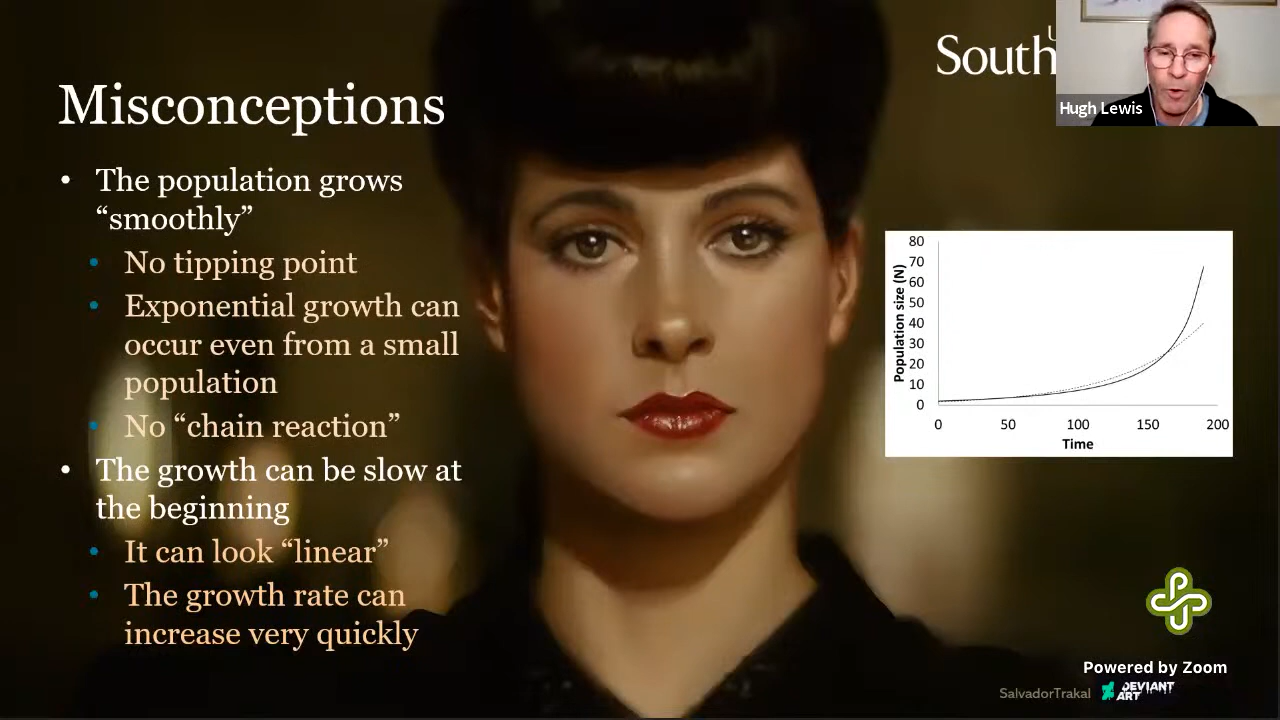 Misconceptions
• The population grows
“smoothly”
• No tipping point
• Exponential growth can
occur even from a small
population
• No “chain reaction”
• The growth can be slow at
the beginning
• It can look “linear”
• The growth rate can
increase very quickly
South
Hugh Lewis
Population size (N)
80
70
60
50
40
30
20
10
0
0 50 100 150 200
Time
Powered by Zoom
SalvadorTrakal
DEVIANT
ART